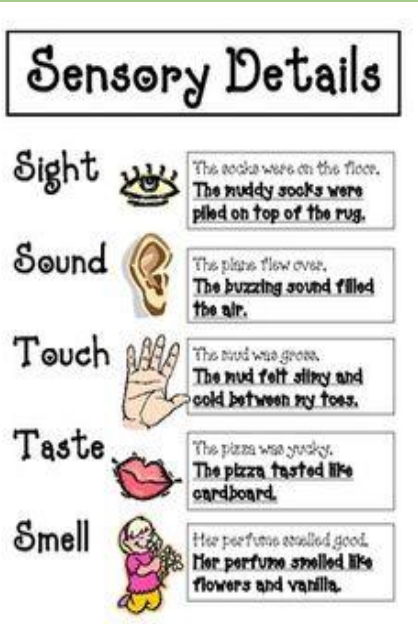 Sensory Details
Sight
The socks were on the floor.
The muddy socks were
piled on top of the rug.
Sound
The plane flew over.
The buzzing sound filled
the air.
Touch
The mud was gross.
The mud felt slimy and
cold between my toes.
Taste
The pizza was yucky.
The pizza tasted like
cardboard.
Smell
Her perfume smelled good.
Her perfume smelled like
flowers and vanilla.